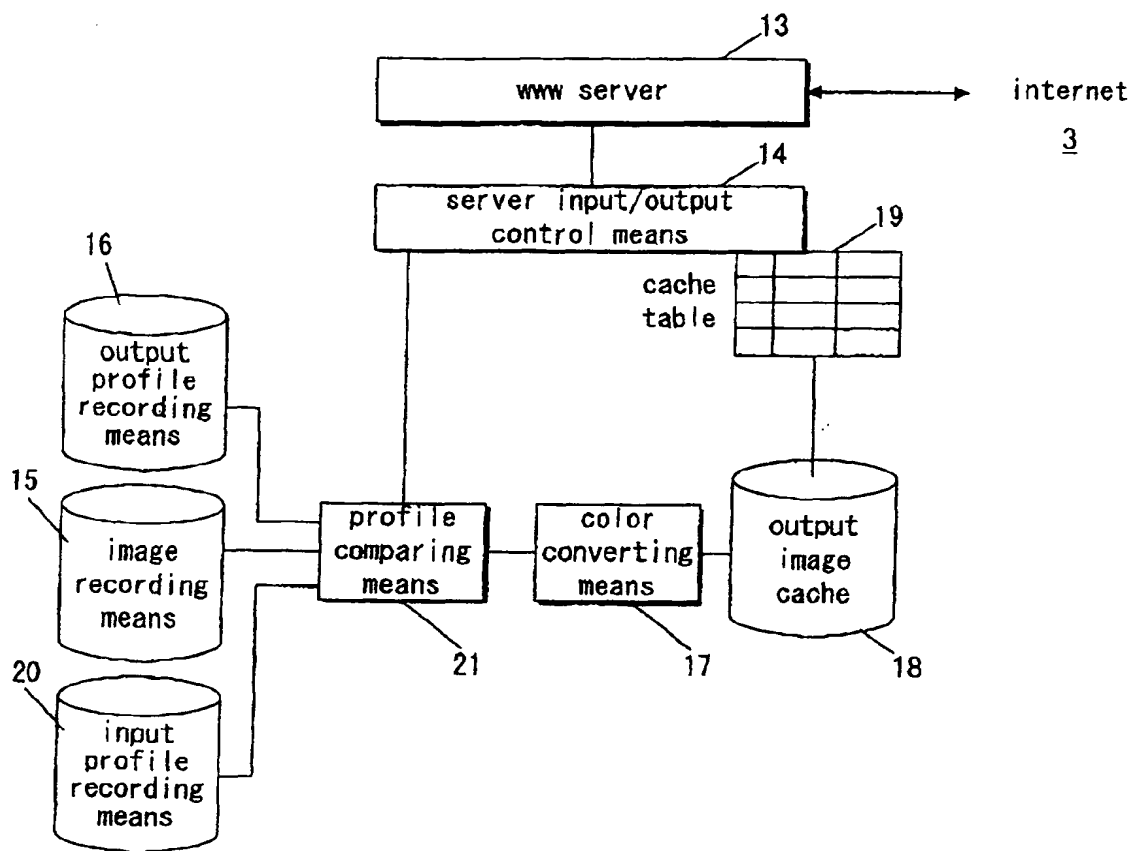 13
www server
internet
3
14
server input/output
control means
19
cache
table
16
output
profile
recording
means
15
image
recording
means
20
input
profile
recording
means
profile
comparing
means
21
color
converting
means
17
output
image
cache
18